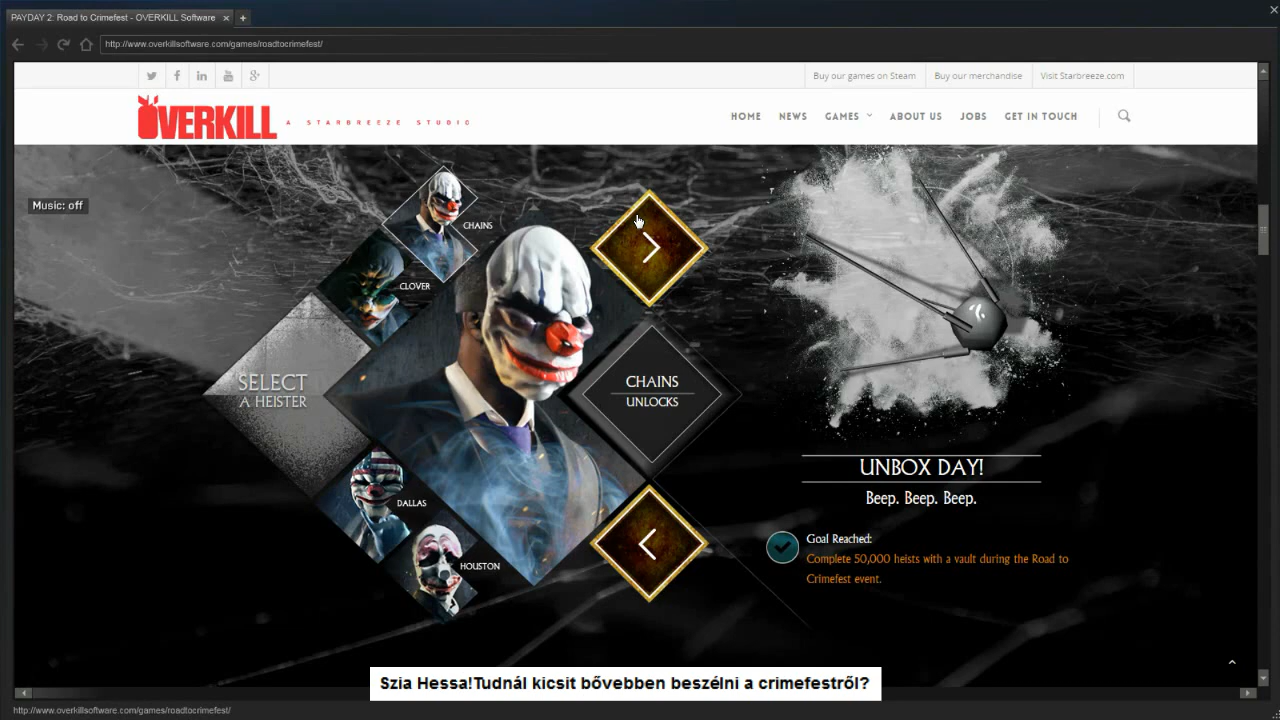 PAYDAY 2: Road to Crimefest - OVERKILL Software
http://www.overkillsoftware.com/games/roadtocrimefest/
Buy our games on Steam
Buy our merchandise
Visit Starbreeze.com
OVERKILL
A STARBREEZE STUDIO
HOME
NEWS
GAMES
ABOUT US
JOBS
GET IN TOUCH
Music: off
CHAINS
CLOVER
SELECT
A HEISTER
CHAINS
UNLOCKS
DALLAS
HOUSTON
UNBOX DAY!
Beep. Beep. Beep.
Goal Reached:
Complete 50,000 heists with a vault during the Road to
Crimefest event.
Szia Hessa!Tudnál kicsit bővebben beszélni a crimefestről?
http://www.overkillsoftware.com/games/roadtocrimefest/